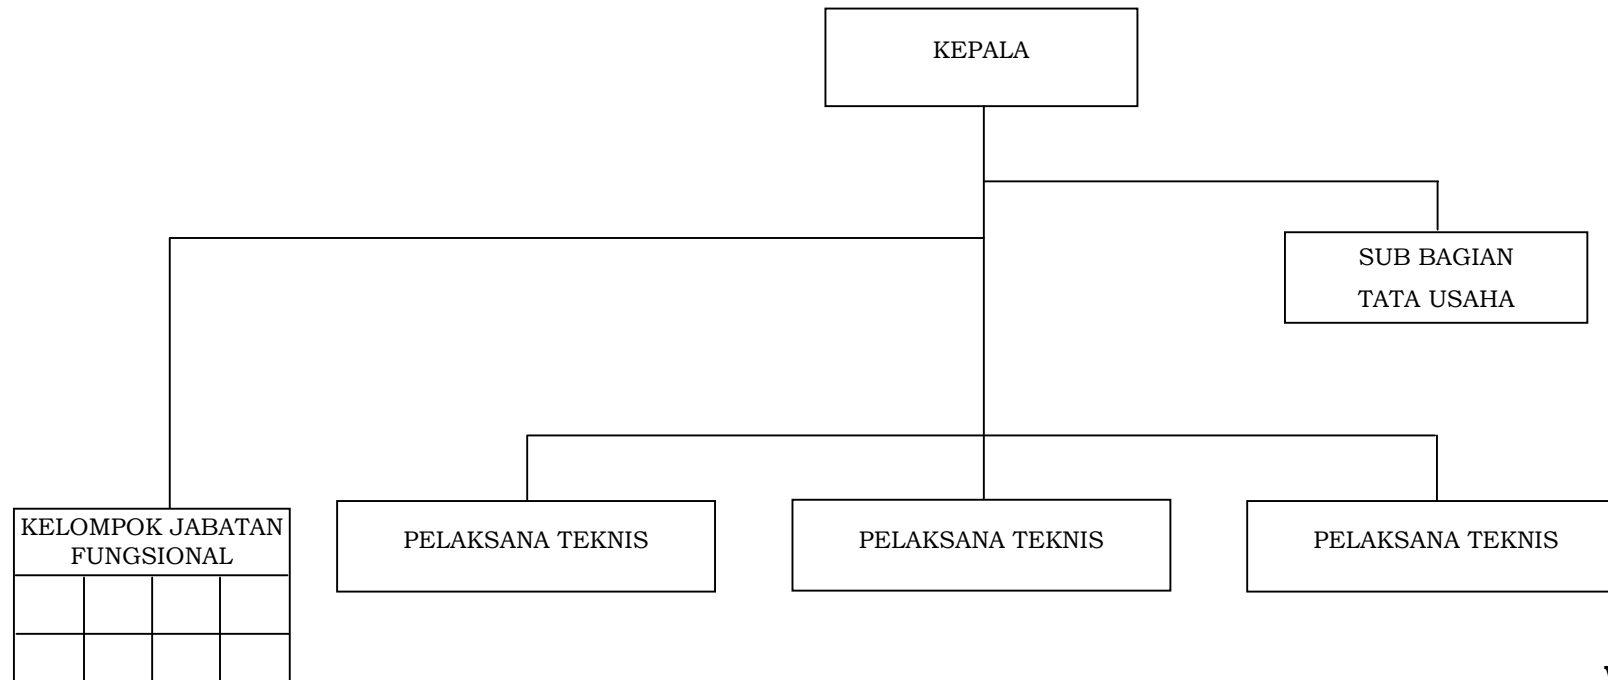 KEPALA
SUB BAGIAN
TATA USAHA
KELOMPOK JABATAN
FUNGSIONAL
PELAKSANA TEKNIS
PELAKSANA TEKNIS
PELAKSANA TEKNIS